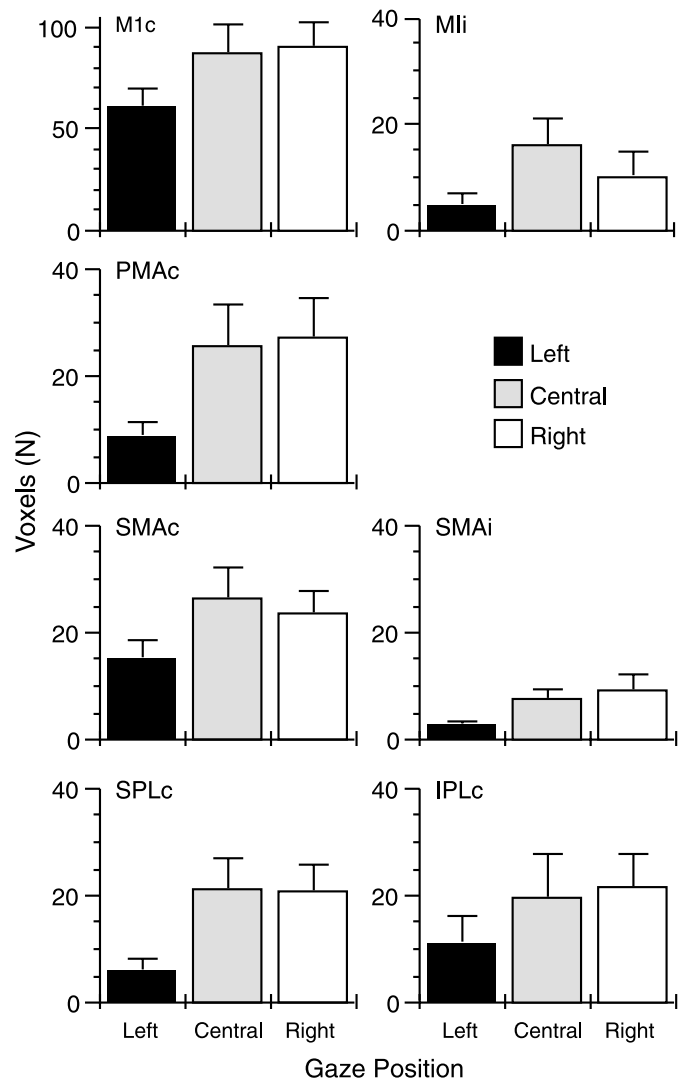 M1c
100
50
0
MIi
40
20
0
PMAc
40
20
0
Left
Central
Right
Voxels (N)
SMAc
40
20
0
SMAi
40
20
0
SPLc
40
20
0
IPLc
40
20
0
Left Central Right
Left Central Right
Gaze Position